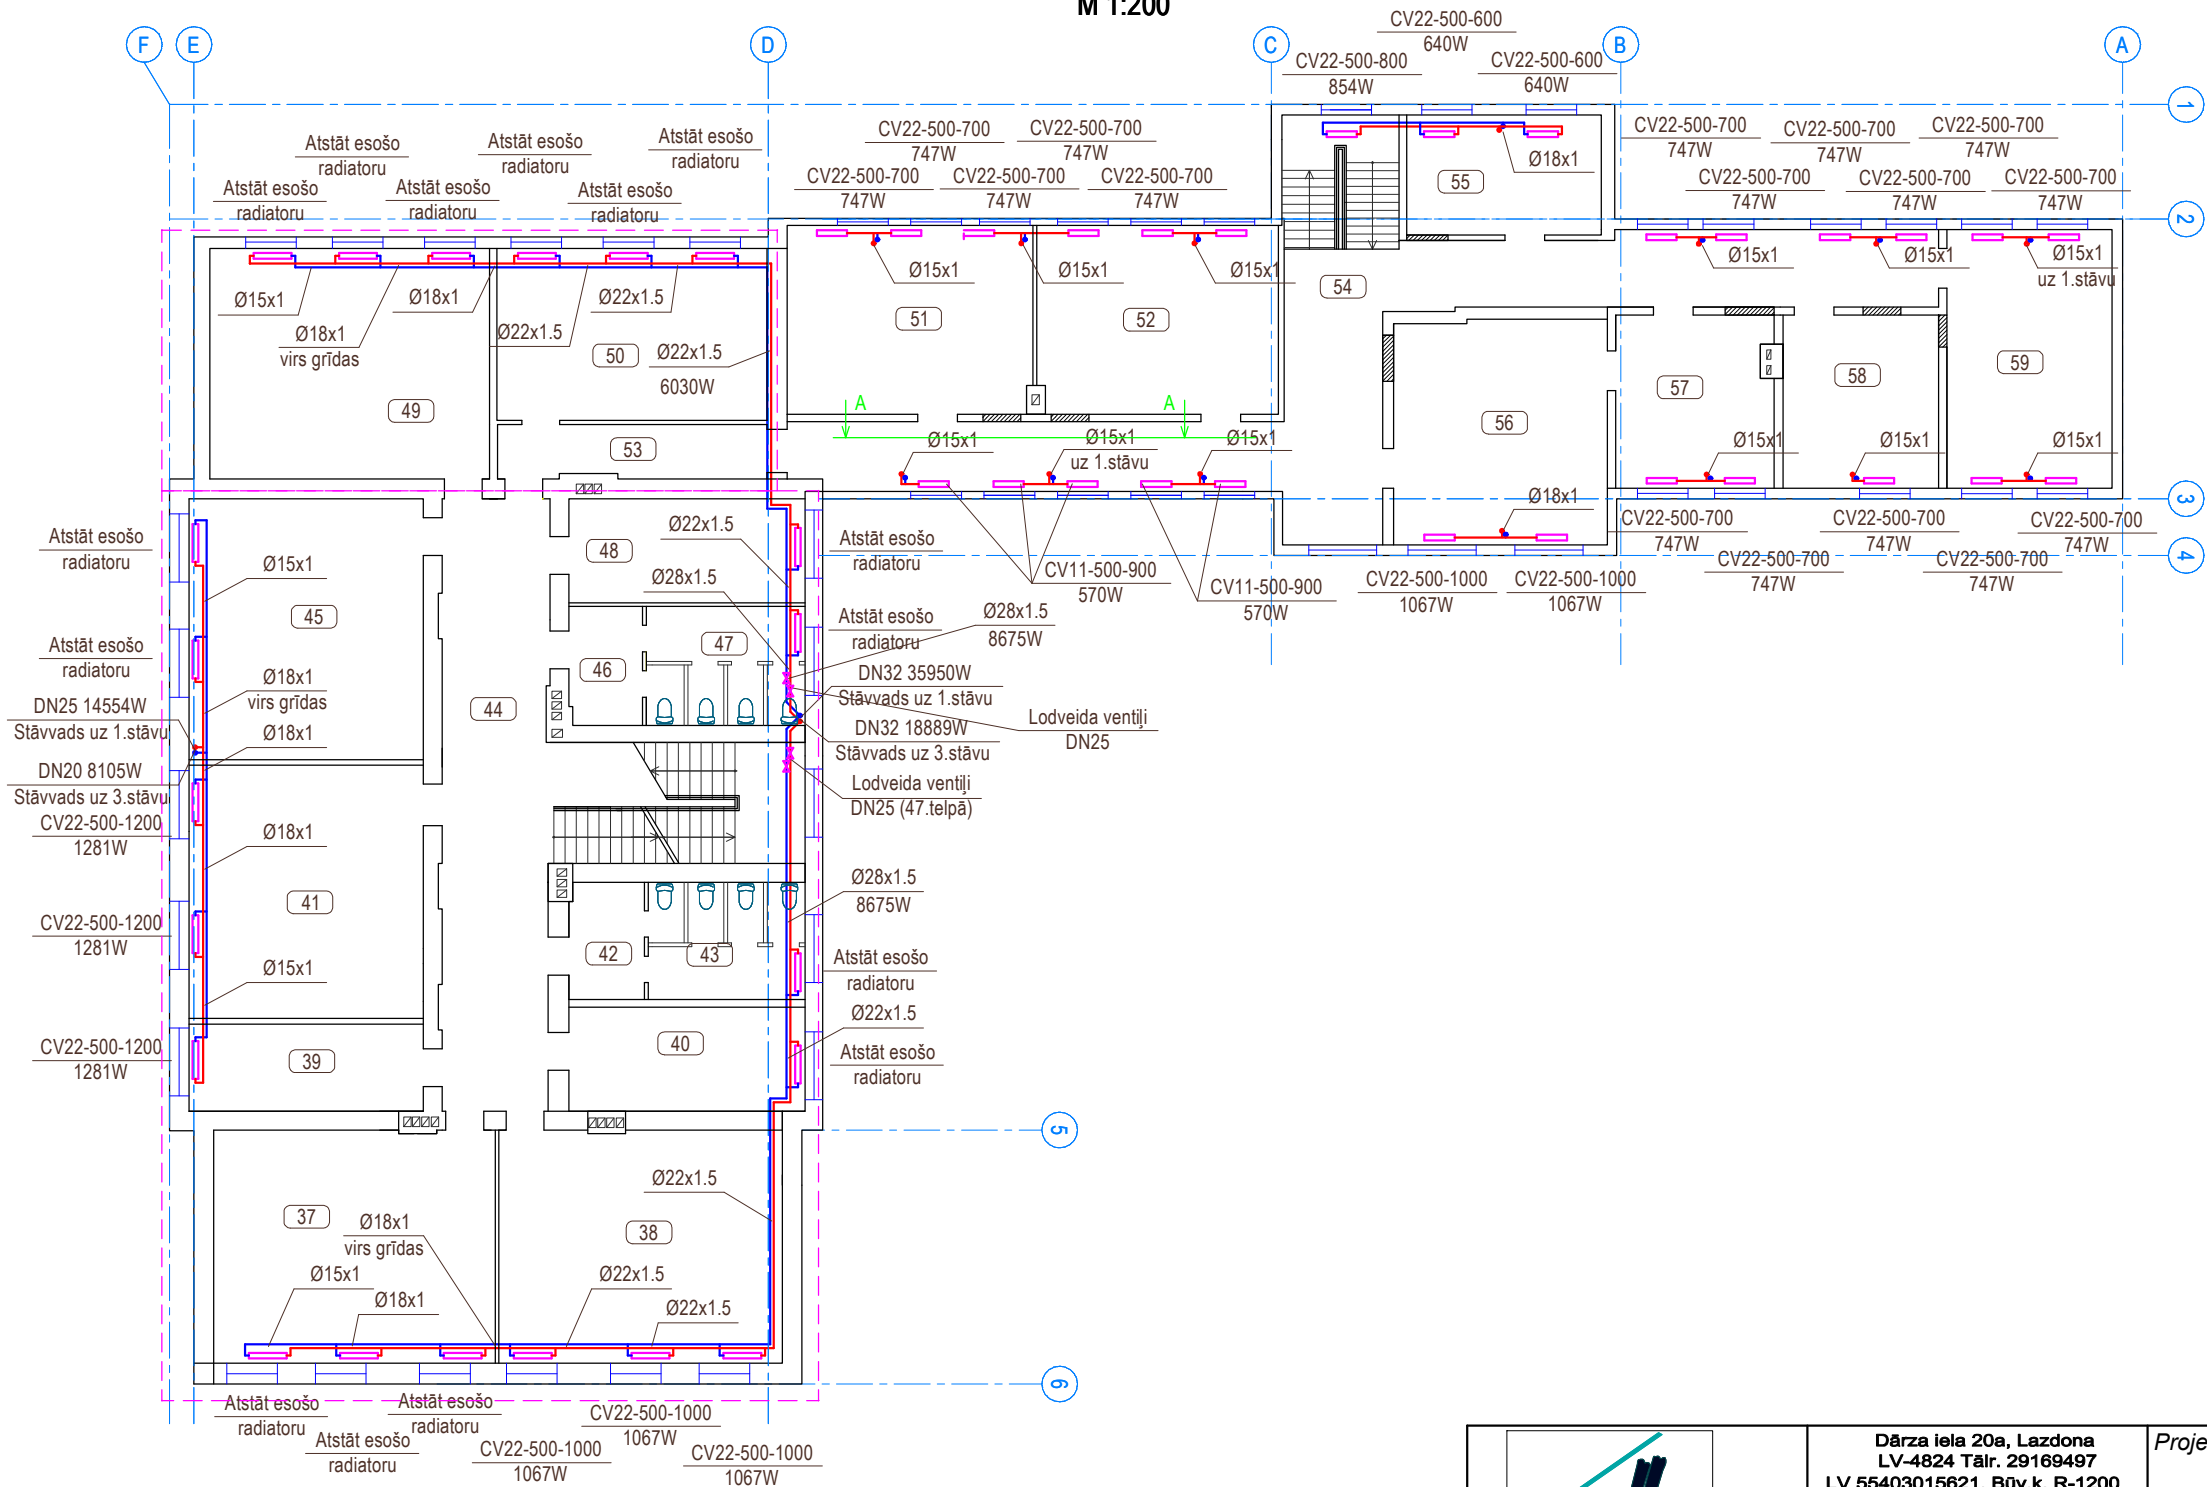 M 1:200
F
E
D
C
B
A
CV22-500-600
640W
CV22-500-800
854W
CV22-500-600
640W
1
Atstāt esošo
radiatoru
Atstāt esošo
radiatoru
Atstāt esošo
radiatoru
CV22-500-700
747W
CV22-500-700
747W
CV22-500-700
747W
CV22-500-700
747W
CV22-500-700
747W
Ø18x1
Atstāt esošo
radiatoru
Atstāt esošo
radiatoru
Atstāt esošo
radiatoru
CV22-500-700
747W
CV22-500-700
747W
CV22-500-700
747W
55
CV22-500-700
747W
CV22-500-700
747W
CV22-500-700
747W
2
Ø15x1
Ø18x1
Ø22x1.5
Ø15x1
Ø15x1
Ø15x1
54
Ø15x1
Ø15x1
Ø15x1
uz 1.stāvu
Ø18x1
virs grīdas
Ø22x1.5
50
Ø22x1.5
6030W
51
52
49
57
58
59
A
A
56
53
Ø15x1
Ø15x1
uz 1.stāvu
Ø15x1
Ø15x1
Ø15x1
Ø15x1
Ø18x1
3
Atstāt esošo
radiatoru
Ø22x1.5
48
Atstāt esošo
radiatoru
CV22-500-700
747W
CV22-500-700
747W
CV22-500-700
747W
4
Ø15x1
Ø28x1.5
CV11-500-900
570W
CV11-500-900
570W
CV22-500-1000
1067W
CV22-500-1000
1067W
CV22-500-700
747W
CV22-500-700
747W
45
Atstāt esošo
radiatoru
Ø28x1.5
8675W
Atstāt esošo
radiatoru
47
46
Ø18x1
virs grīdas
DN32 35950W
Stāvvads uz 1.stāvu
DN25 14554W
Stāvvads uz 1.stāvu
44
Ø18x1
DN32 18889W
Stāvvads uz 3.stāvu
Lodveida ventiļi
DN25
DN20 8105W
Stāvvads uz 3.stāvu
Lodveida ventiļi
DN25 (47.telpā)
CV22-500-1200
1281W
Ø18x1
41
Ø28x1.5
8675W
CV22-500-1200
1281W
42
43
Atstāt esošo
radiatoru
Ø15x1
Ø22x1.5
CV22-500-1200
1281W
39
40
Atstāt esošo
radiatoru
5
Ø22x1.5
37
Ø18x1
virs grīdas
38
Ø15x1
Ø18x1
Ø22x1.5
Ø22x1.5
6
Atstāt esošo
radiatoru
Atstāt esošo
radiatoru
CV22-500-1000
1067W
Atstāt esošo
radiatoru
CV22-500-1000
1067W
CV22-500-1000
1067W
Dārza iela 20a, Lazdona
LV-4824 Tālr. 29169497
LV 55403015621, Būv.k. R-1200
Proje